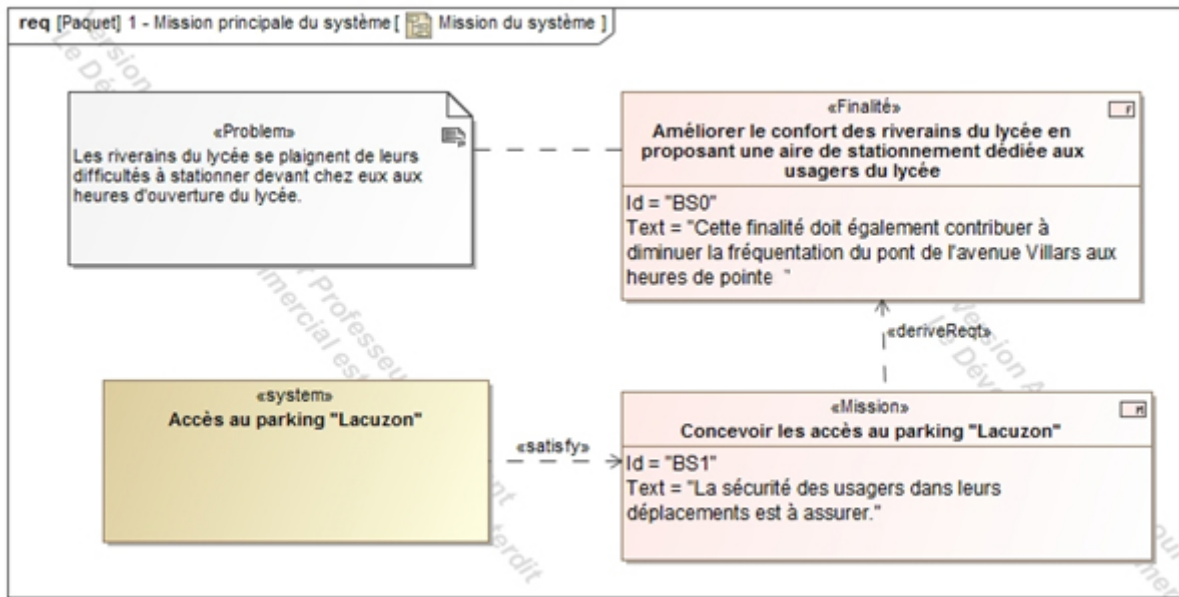 req [Paquet] 1 - Mission principale du système [ Mission du système ]
«Problem»
Les riverains du lycée se plaignent de leurs
difficultés à stationner devant chez eux aux
heures d'ouverture du lycée.
«Finalité»
Améliorer le confort des riverains du lycée en
proposant une aire de stationnement dédiée aux
usagers du lycée
Id = "BS0"
Text = "Cette finalité doit également contribuer à
diminuer la fréquentation du pont de l'avenue Villars aux
heures de pointe "
«deriveReqt»
«system»
Accès au parking "Lacuzon"
«satisfy»
«Mission»
Concevoir les accès au parking "Lacuzon"
Id = "BS1"
Text = "La sécurité des usagers dans leurs
déplacements est à assurer."